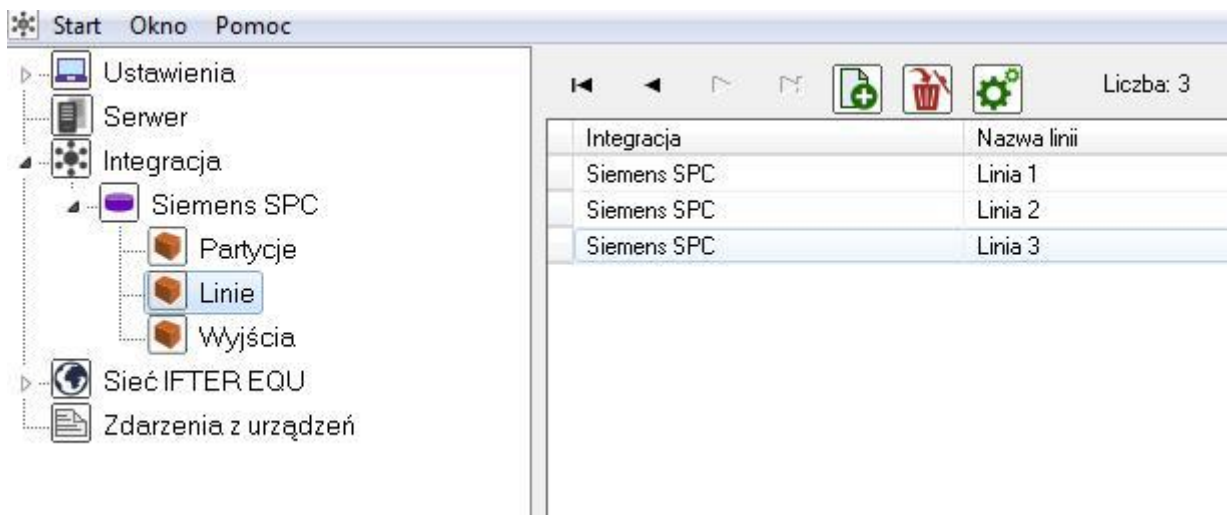 Start Okno Pomoc
Ustawienia
Serwer
Integracja
Siemens SPC
Partycje
Linie
Wyjścia
Sieć IFTER EQU
Zdarzenia z urządzeń
Liczba: 3
Integracja Nazwa linii
Siemens SPC Linia 1
Siemens SPC Linia 2
Siemens SPC Linia 3